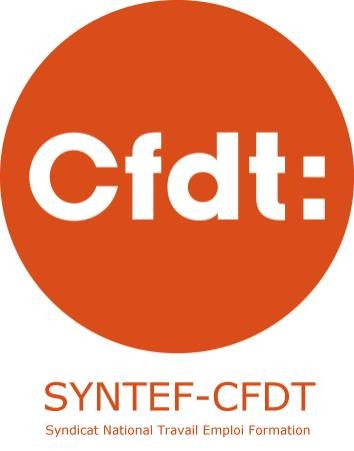 Cfdt:
SYNTEF-CFDT
Syndicat National Travail Emploi Formation